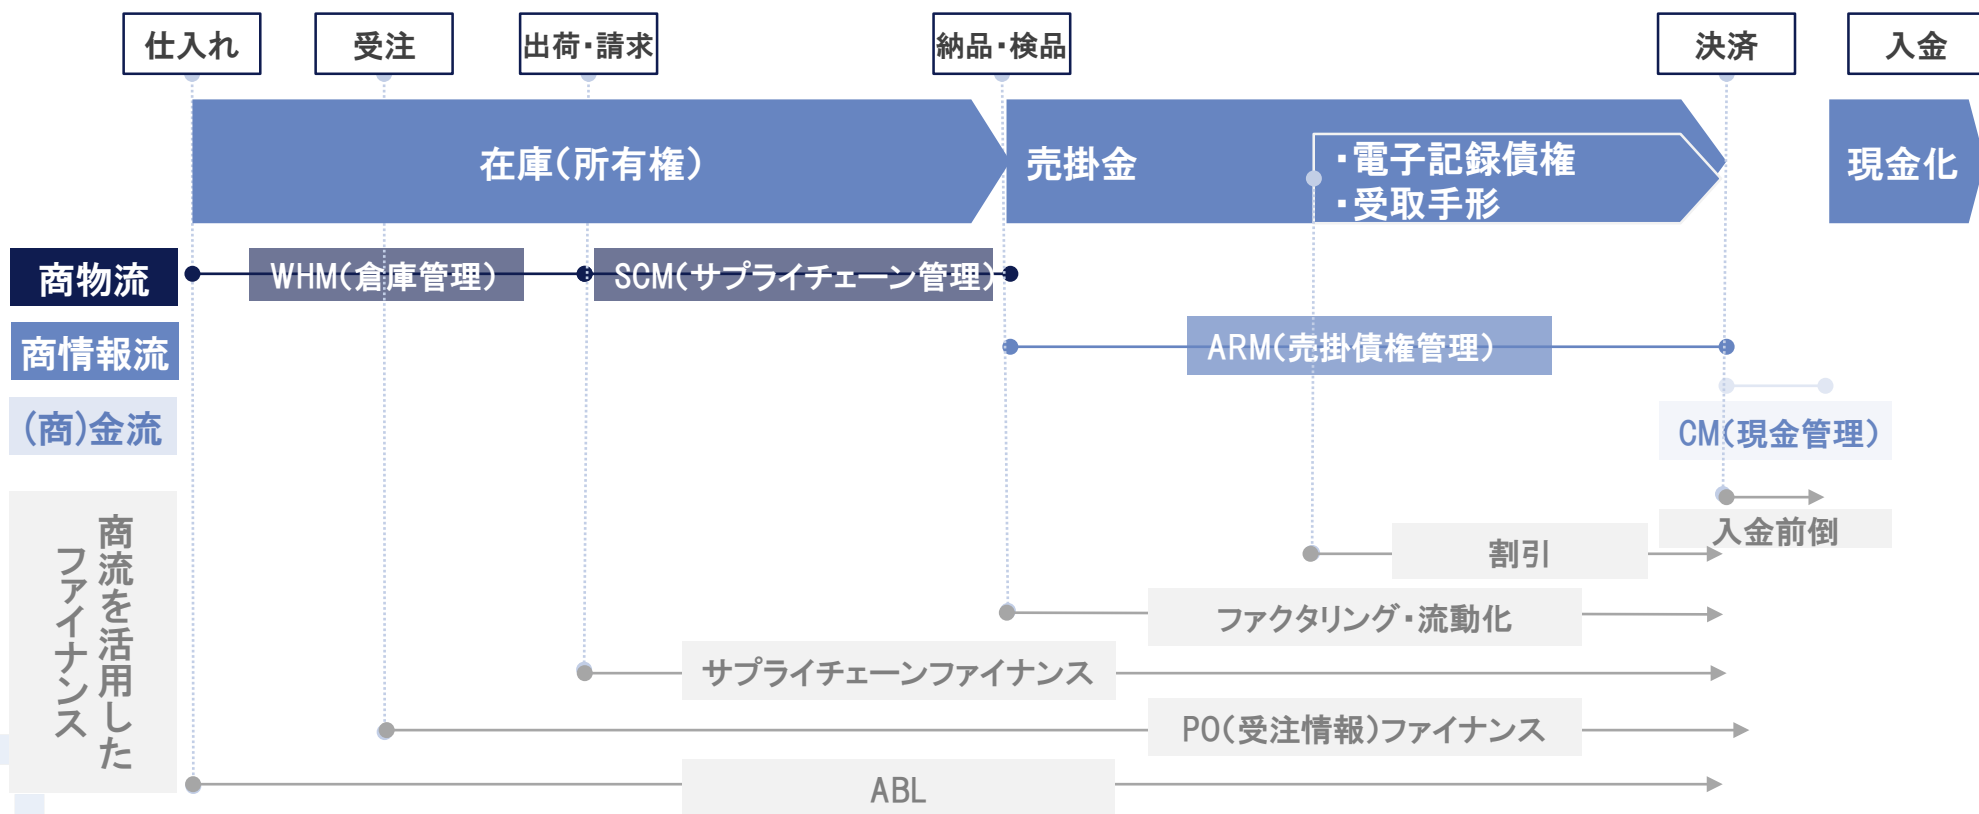 仕入れ
受注
出荷・請求
納品・検品
決済
入金
在庫（所有権）
売掛金
・電子記録債権
・受取手形
現金化
商物流
WHM（倉庫管理）
SCM（サプライチェーン管理）
商情報流
ARM（売掛債権管理）
（商）金流
CM（現金管理）
商流を活用した
ファイナンス
入金前倒
割引
ファクタリング・流動化
サプライチェーンファイナンス
PO（受注情報）ファイナンス
ABL